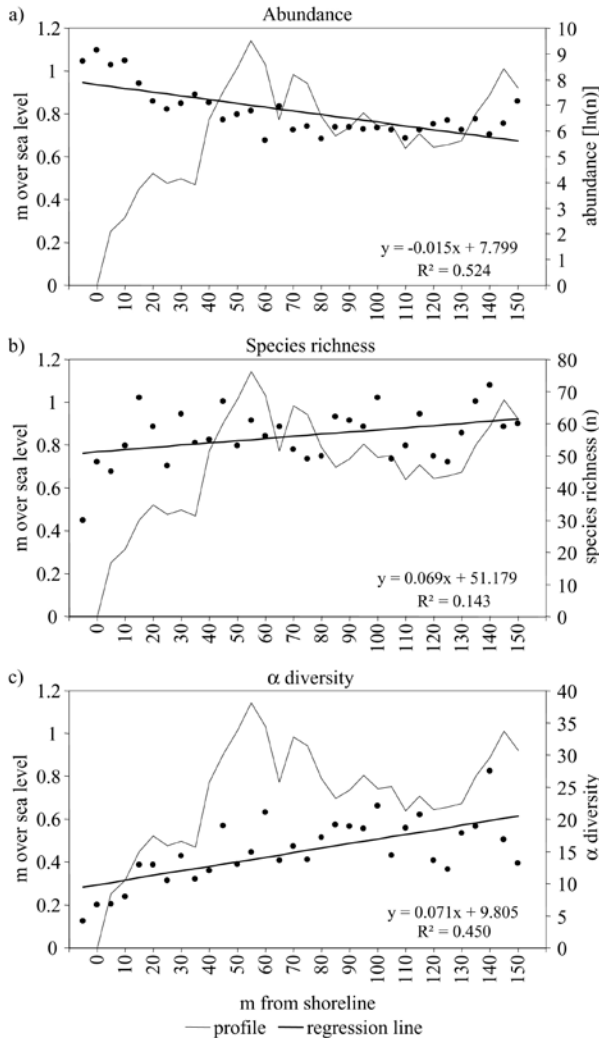 a) Abundance
1.2
1
0.8
0.6
0.4
0.2
0
m over sea level
10
9
8
7
6
5
4
3
2
1
0
abundance [ln(n)]
y = -0.015x + 7.799
R² = 0.524
0 10 20 30 40 50 60 70 80 90 100 110 120 130 140 150
b) Species richness
1.2
1
0.8
0.6
0.4
0.2
0
m over sea level
80
70
60
50
40
30
20
10
0
species richness (n)
y = 0.069x + 51.179
R² = 0.143
0 10 20 30 40 50 60 70 80 90 100 110 120 130 140 150
c) α diversity
1.2
1
0.8
0.6
0.4
0.2
0
m over sea level
40
35
30
25
20
15
10
5
0
α diversity
y = 0.071x + 9.805
R² = 0.450
0 10 20 30 40 50 60 70 80 90 100 110 120 130 140 150
m from shoreline
profile regression line